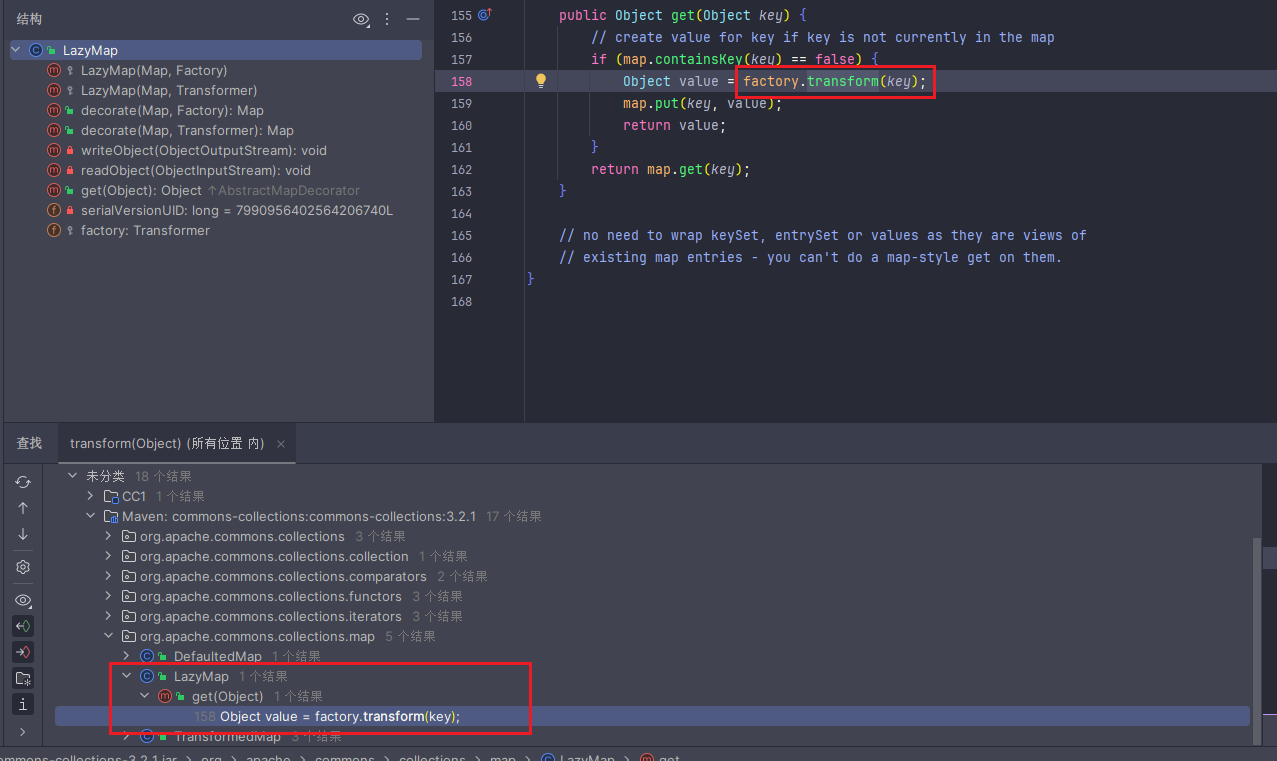 结构
LazyMap
LazyMap(Map, Factory)
LazyMap(Map, Transformer)
decorate(Map, Factory): Map
decorate(Map, Transformer): Map
writeObject(ObjectOutputStream): void
readObject(ObjectInputStream): void
get(Object): Object ↑AbstractMapDecorator
serialVersionUID: long = 7990956402564206740L
factory: Transformer
155 public Object get(Object key) {
156 // create value for key if key is not currently in the map
157 if (map.containsKey(key) == false) {
158 Object value = factory.transform(key);
159 map.put(key, value);
160 return value;
161 }
162 return map.get(key);
163 }
164
165 // no need to wrap keySet, entrySet or values as they are views of
166 // existing map entries - you can't do a map-style get on them.
167 }
168
查找 transform(Object) (所有位置 内)
未分类 18 个结果
CC1 1 个结果
Maven: commons-collections:commons-collections:3.2.1 17 个结果
org.apache.commons.collections 3 个结果
org.apache.commons.collections.collection 1 个结果
org.apache.commons.collections.comparators 2 个结果
org.apache.commons.collections.functors 3 个结果
org.apache.commons.collections.iterators 3 个结果
org.apache.commons.collections.map 5 个结果
DefaultedMap 1 个结果
LazyMap 1 个结果
get(Object) 1 个结果
158 Object value = factory.transform(key);
TransformedMap 3 个结果
ommons-collections-3.2.1.jar > org > apache > commons > collections > map > LazyMap > get